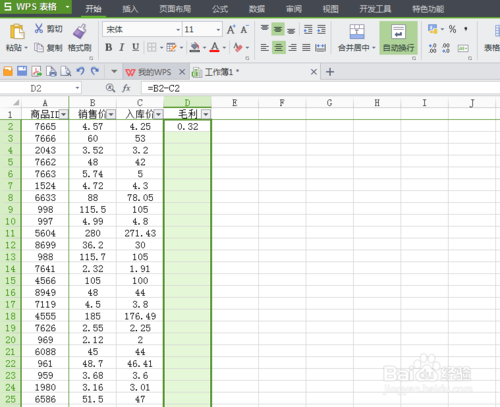 WPS 表格 开始 插入 页面布局 公式 数据 审阅 视图 开发工具 特色功能
剪切 宋体 11
粘贴 复制 格式刷 B I U 合并居中 自动换行 表格
我的WPS 工作簿1 *
D2 fx =B2-C2
A B C D E F G H I J
1 商品ID 销售价 入库价 毛利
2 7665 4.57 4.25 0.32
3 7666 60 53
4 2043 3.52 3.2
5 7662 48 42
6 7663 5.74 5
7 1524 4.72 4.3
8 6633 88 78.05
9 998 115.5 105
10 997 4.99 4.8
11 5604 280 271.43
12 8699 36.2 30
13 988 115.7 105
14 7641 2.32 1.91
15 4566 105 100
16 8949 48 44
17 7119 4.5 3.8
18 4555 185 176.49
19 7626 2.55 2.25
20 969 2.12 2
21 6088 45 44
22 961 48.7 46.41
23 959 3.68 3.6
24 1980 3.16 3.01
25 6586 51.5 47
Baidu 经验
jingyan.baidu.com